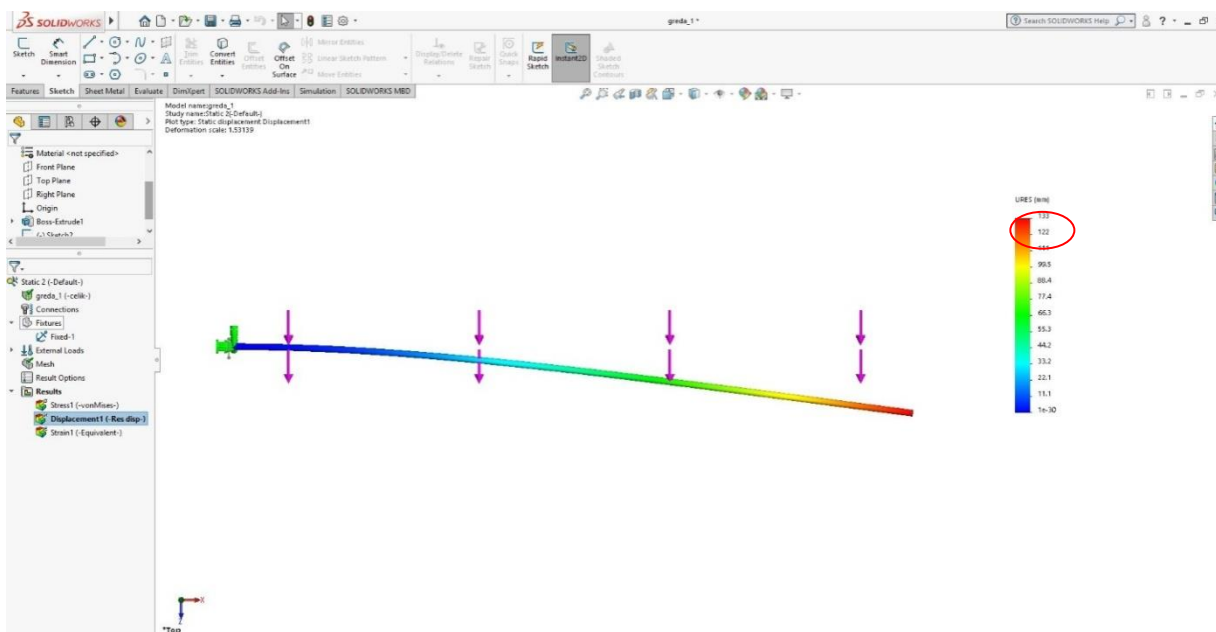 SOLIDWORKS
greda_1 *
Search SOLIDWORKS Help
Sketch
Smart Dimension
Trim Entities
Convert Entities
Offset Entities
Offset On Surface
Mirror Entities
Linear Sketch Pattern
Move Entities
Display/Delete Relations
Repair Sketch
Quick Snaps
Rapid Sketch
Instant2D
Shaded Sketch Contours
Features Sketch Sheet Metal Evaluate DimXpert SOLIDWORKS Add-Ins Simulation SOLIDWORKS MBD
Model name:greda_1
Study name:Static 2(-Default-)
Plot type: Static displacement Displacement1
Deformation scale: 1.53139
Material <not specified>
Front Plane
Top Plane
Right Plane
Origin
Boss-Extrude1
(-) Sketch2
Static 2 (-Default-)
greda_1 (-celik-)
Connections
Fixtures
Fixed-1
External Loads
Mesh
Result Options
Results
Stress1 (-vonMises-)
Displacement1 (-Res disp-)
Strain1 (-Equivalent-)
URES (mm)
133
122
111
99.5
88.4
77.4
66.3
55.3
44.2
33.2
22.1
11.1
1e-30
X
Z
*Top